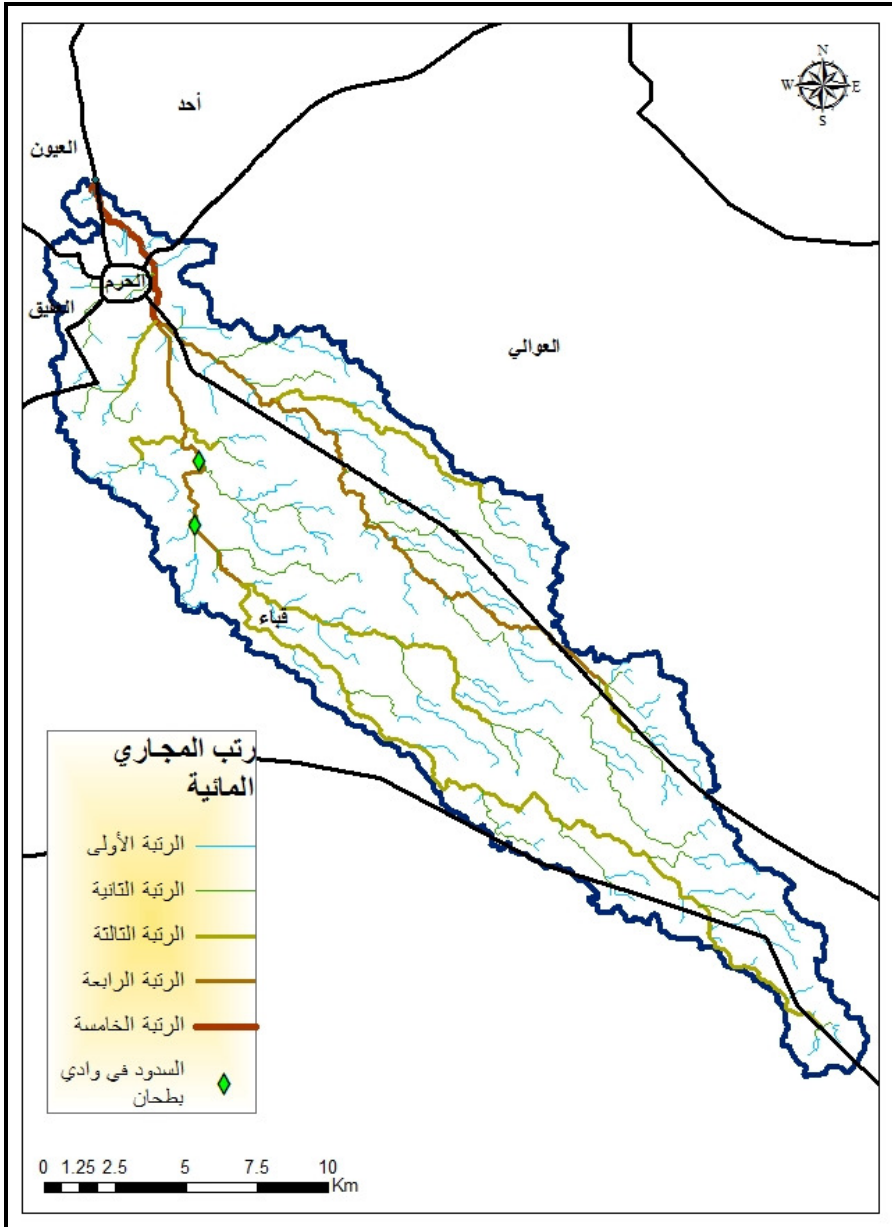 أحد
N
W E
S
العيون
الحرم
العقيق
العوالي
قباء
رتب المجاري
المائية
الرتبة الأولى
الرتبة الثانية
الرتبة الثالثة
الرتبة الرابعة
الرتبة الخامسة
السدود في وادي
بطحان
0 1.25 2.5 5 7.5 10
Km